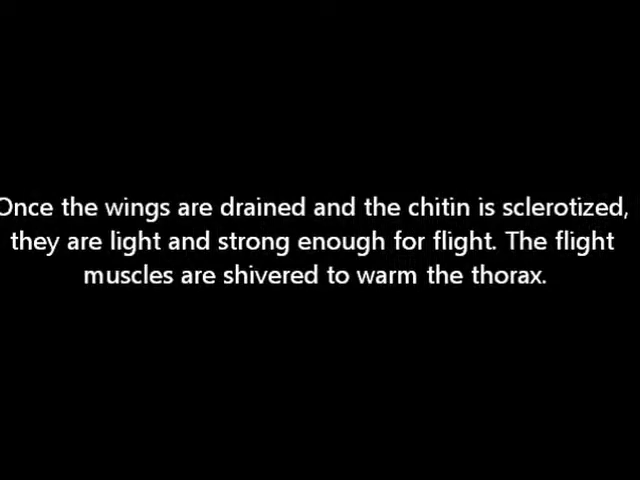 Once the wings are drained and the chitin is sclerotized,
they are light and strong enough for flight. The flight
muscles are shivered to warm the thorax.